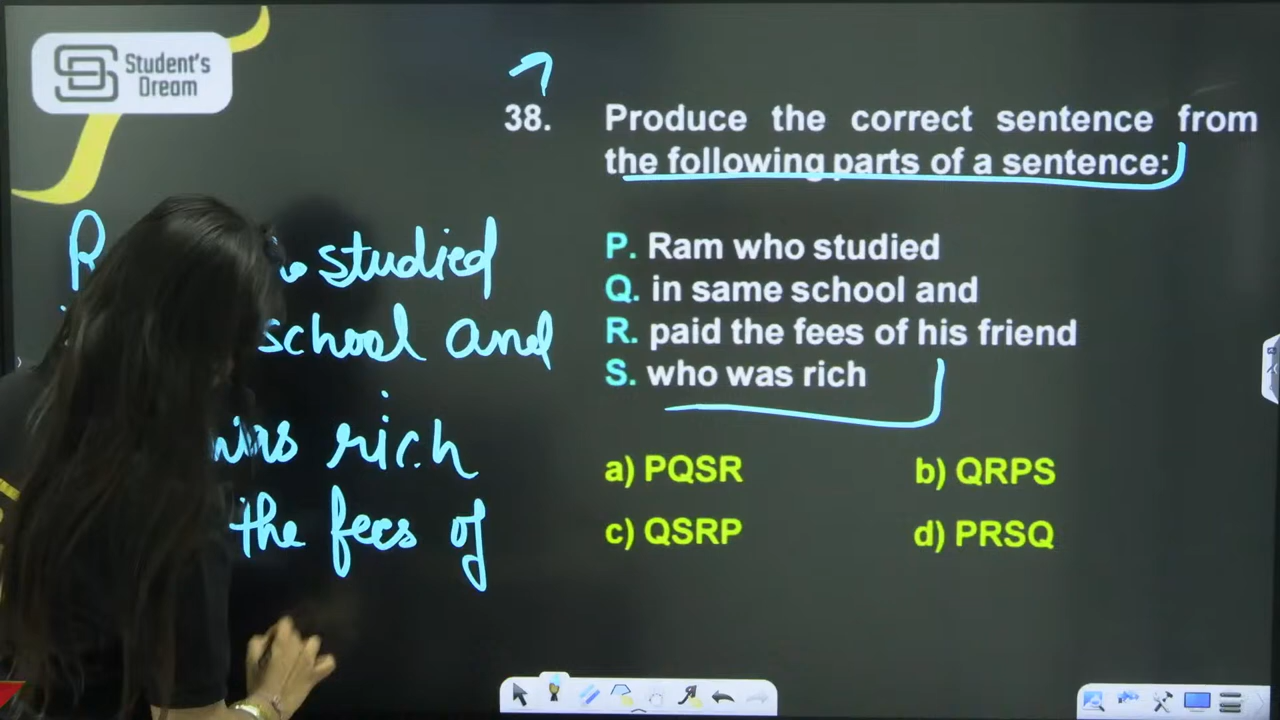 Student's
Dream
38. Produce the correct sentence from
the following parts of a sentence:
P. Ram who studied
Q. in same school and
R. paid the fees of his friend
S. who was rich
a) PQSR b) QRPS
c) QSRP d) PRSQ
studied
school and
was rich
the fees of